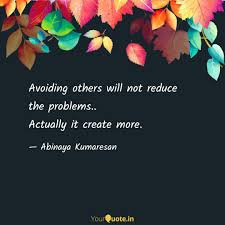 Avoiding others will not reduce
the problems..
Actually it create more.
— Abinaya Kumaresan
YourQuote.in